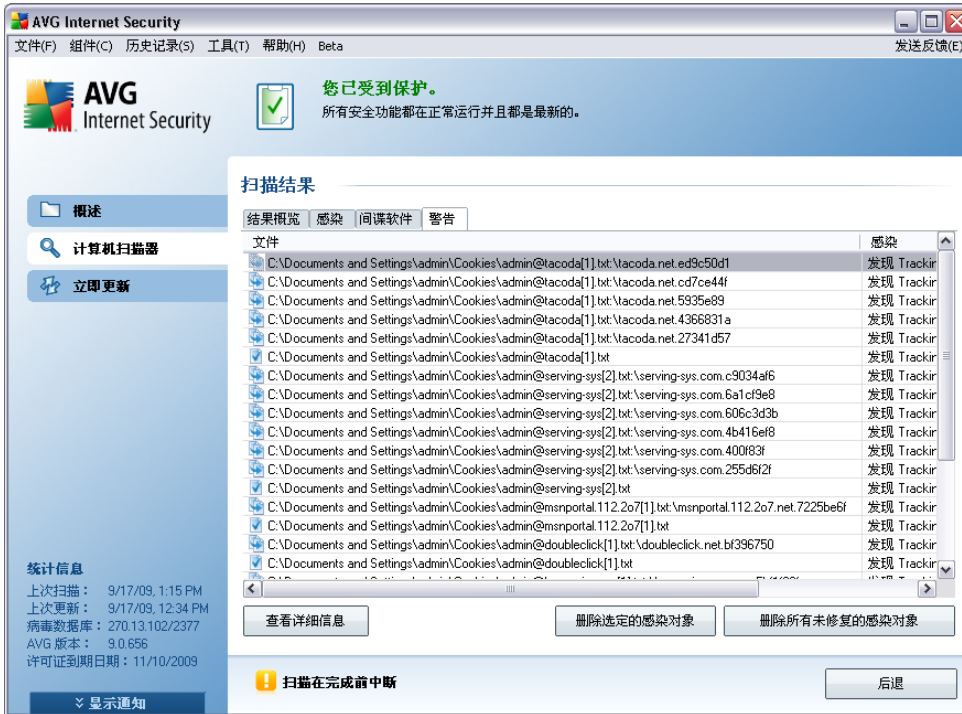 AVG Internet Security
文件(F) 组件(C) 历史记录(S) 工具(T) 帮助(H) Beta 发送反馈(E)
AVG
Internet Security
您已受到保护。
所有安全功能都在正常运行并且都是最新的。
概述
计算机扫描器
立即更新
扫描结果
结果概览 感染 间谍软件 警告
文件 感染
C:\Documents and Settings\admin\Cookies\admin@tacoda[1].txt:\tacoda.net.ed9c50d1 发现 Trackir
C:\Documents and Settings\admin\Cookies\admin@tacoda[1].txt:\tacoda.net.cd7ce44f 发现 Trackir
C:\Documents and Settings\admin\Cookies\admin@tacoda[1].txt:\tacoda.net.5935e89 发现 Trackir
C:\Documents and Settings\admin\Cookies\admin@tacoda[1].txt:\tacoda.net.4366831a 发现 Trackir
C:\Documents and Settings\admin\Cookies\admin@tacoda[1].txt:\tacoda.net.27341d57 发现 Trackir
C:\Documents and Settings\admin\Cookies\admin@tacoda[1].txt 发现 Trackir
C:\Documents and Settings\admin\Cookies\admin@serving-sys[2].txt:\serving-sys.com.c9034af6 发现 Trackir
C:\Documents and Settings\admin\Cookies\admin@serving-sys[2].txt:\serving-sys.com.6a1cf9e8 发现 Trackir
C:\Documents and Settings\admin\Cookies\admin@serving-sys[2].txt:\serving-sys.com.606c3d3b 发现 Trackir
C:\Documents and Settings\admin\Cookies\admin@serving-sys[2].txt:\serving-sys.com.4b416ef8 发现 Trackir
C:\Documents and Settings\admin\Cookies\admin@serving-sys[2].txt:\serving-sys.com.400f83f 发现 Trackir
C:\Documents and Settings\admin\Cookies\admin@serving-sys[2].txt:\serving-sys.com.255d6f2f 发现 Trackir
C:\Documents and Settings\admin\Cookies\admin@serving-sys[2].txt 发现 Trackir
C:\Documents and Settings\admin\Cookies\admin@msnportal.112.2o7[1].txt:\msnportal.112.2o7.net.7225be6f 发现 Trackir
C:\Documents and Settings\admin\Cookies\admin@msnportal.112.2o7[1].txt 发现 Trackir
C:\Documents and Settings\admin\Cookies\admin@doubleclick[1].txt:\doubleclick.net.bf396750 发现 Trackir
C:\Documents and Settings\admin\Cookies\admin@doubleclick[1].txt 发现 Trackir
统计信息
上次扫描： 9/17/09, 1:15 PM
上次更新： 9/17/09, 12:34 PM
病毒数据库：270.13.102/2377
AVG 版本： 9.0.656
许可证到期日期：11/10/2009
查看详细信息 删除选定的感染对象 删除所有未修复的感染对象
扫描在完成前中断 后退
显示通知